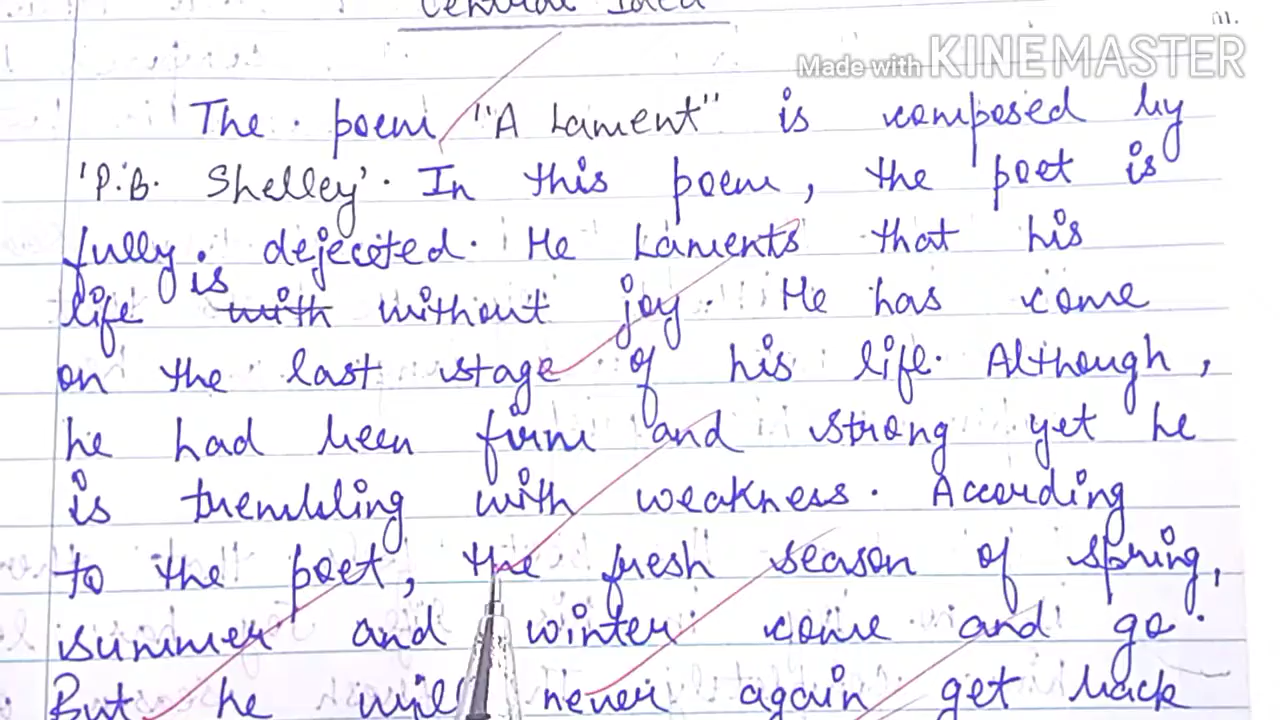 Central Idea
Made with KINEMASTER
The poem "A Lament" is composed by
'P.B. Shelley'. In this poem, the poet is
fully dejected. He Laments that his
life is with without joy. He has come
on the last stage of his life. Although,
he had been firm and strong yet he
is trembling with weakness. According
to the poet, the fresh season of spring,
summer and winter come and go.
But he will never again get back